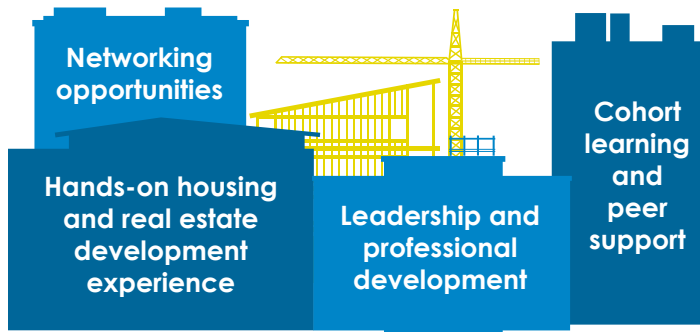 Networking
opportunities
Hands-on housing
and real estate
development
experience
Leadership and
professional
development
Cohort
learning
and
peer
support